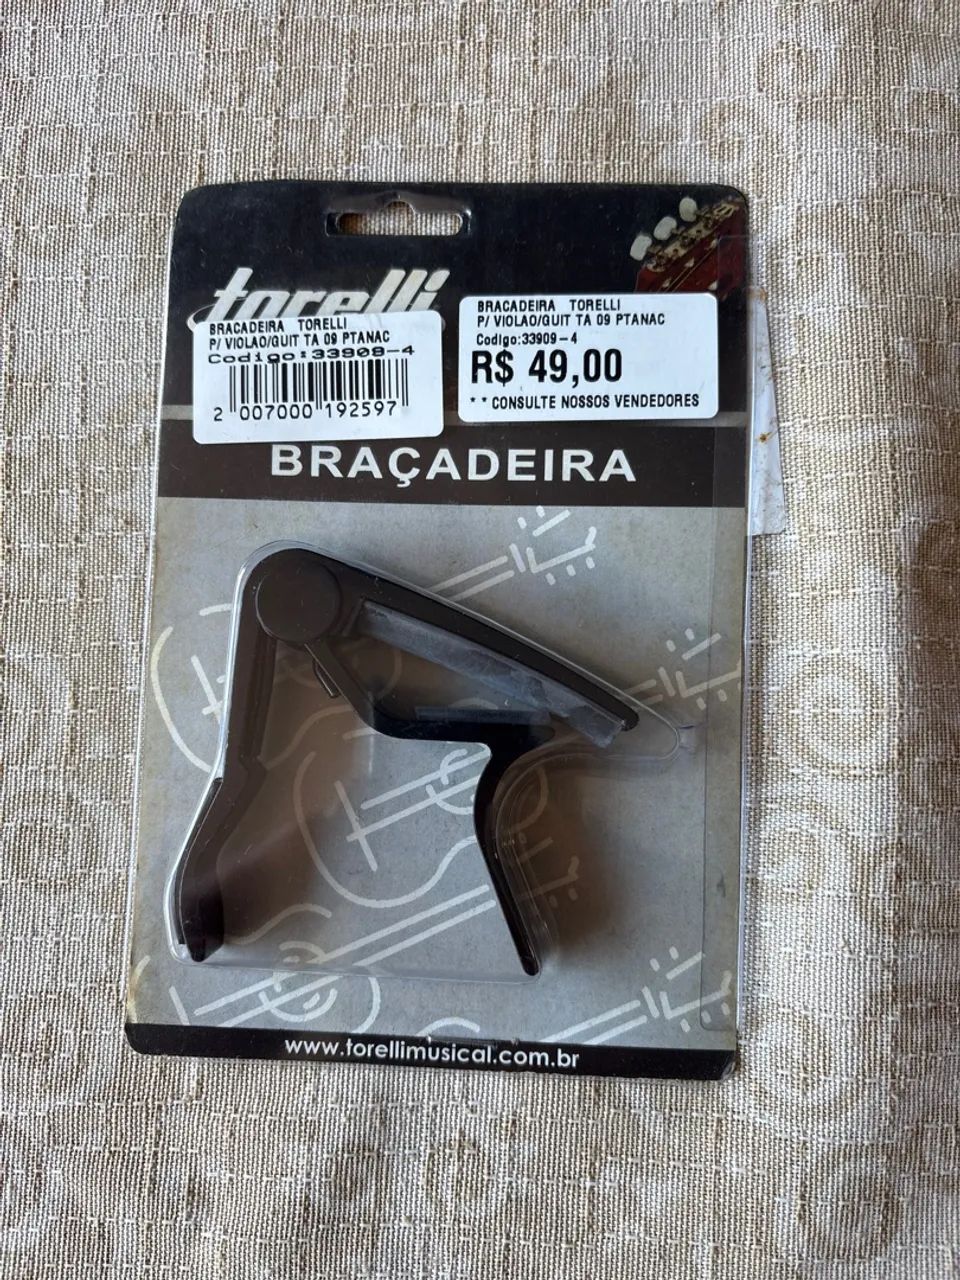 torelli
BRACADEIRA TORELLI
P/ VIOLAO/GUIT TA 09 PTANAC
Codigo:33909-4
2 007000 192597
BRACADEIRA TORELLI
P/ VIOLAO/GUIT TA 09 PTANAC
Codigo:33909-4
R$ 49,00
**CONSULTE NOSSOS VENDEDORES
BRAÇADEIRA
www.torellimusical.com.br